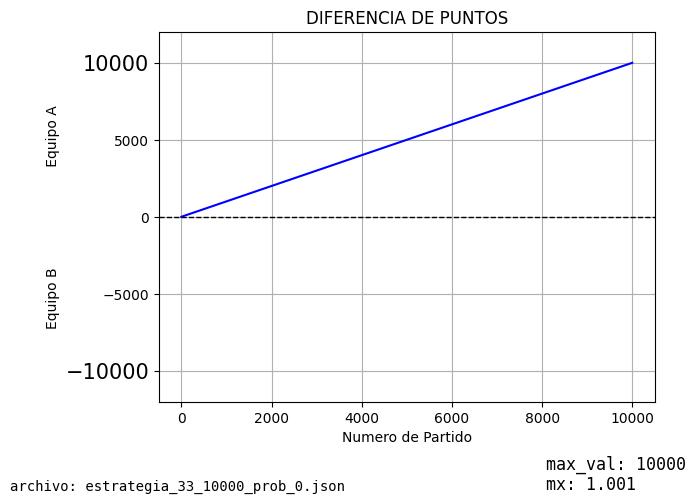 DIFERENCIA DE PUNTOS
10000
5000
0
−5000
−10000
Equipo A
Equipo B
0 2000 4000 6000 8000 10000
Numero de Partido
max_val: 10000
mx: 1.001
archivo: estrategia_33_10000_prob_0.json